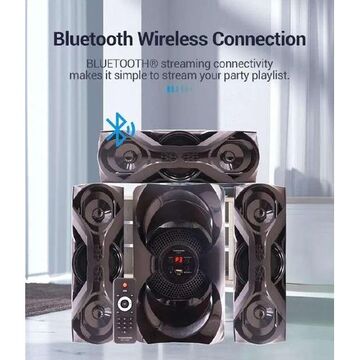 Bluetooth Wireless Connection
BLUETOOTH® streaming connectivity
makes it simple to stream your party playlist.